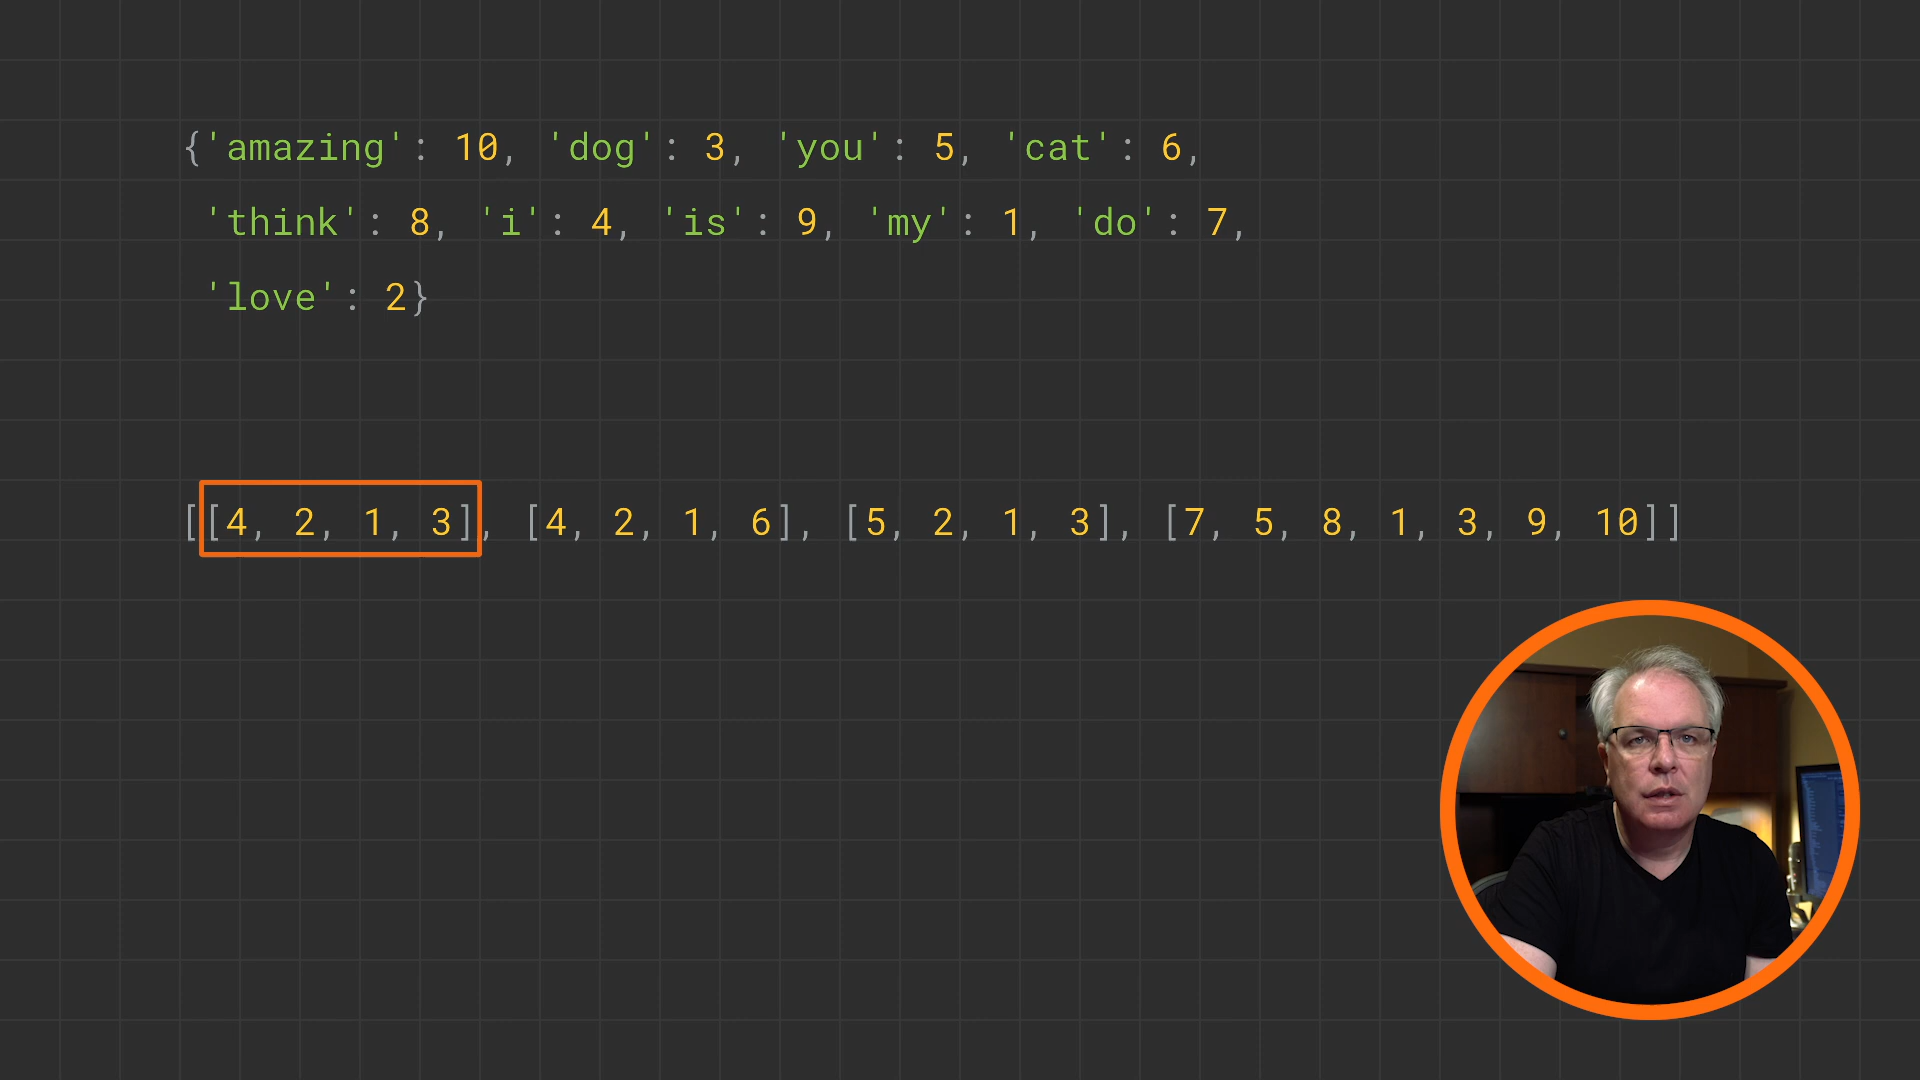 {'amazing': 10, 'dog': 3, 'you': 5, 'cat': 6,
'think': 8, 'i': 4, 'is': 9, 'my': 1, 'do': 7,
'love': 2}
[[4, 2, 1, 3], [4, 2, 1, 6], [5, 2, 1, 3], [7, 5, 8, 1, 3, 9, 10]]